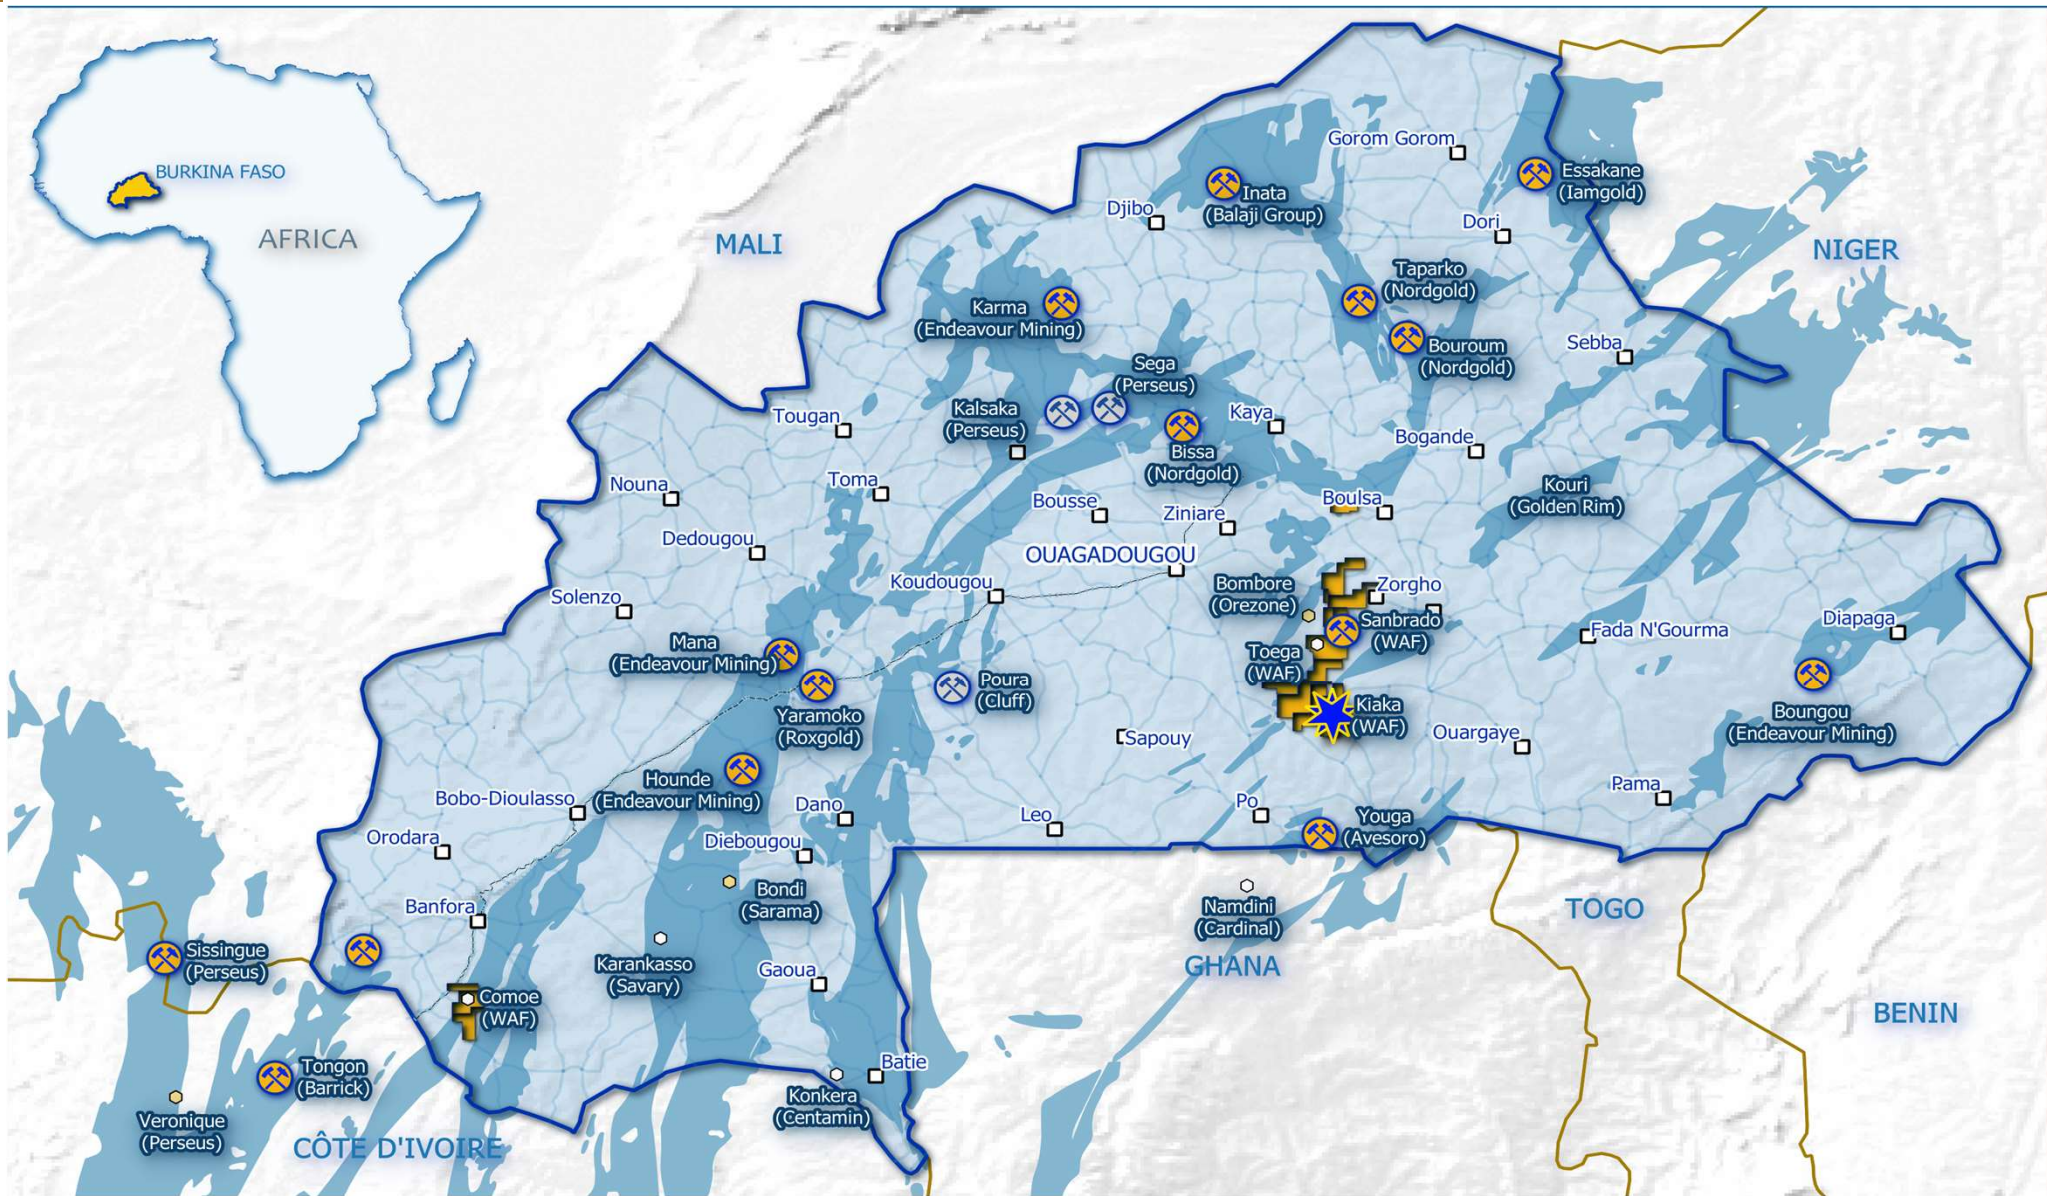 BURKINA FASO
AFRICA
MALI
NIGER
Gorom Gorom
Essakane
(Iamgold)
Inata
(Balaji Group)
Djibo
Dori
Taparko
(Nordgold)
Karma
(Endeavour Mining)
Bouroum
(Nordgold)
Sebba
Sega
(Perseus)
Kalsaka
(Perseus)
Tougan
Kaya
Bogande
Bissa
(Nordgold)
Nouna
Toma
Bousse
Ziniare
Boulsa
Kouri
(Golden Rim)
Dedougou
OUAGADOUGOU
Koudougou
Solenzo
Bombore
(Orezone)
Zorgho
Sanbrado
(WAF)
Fada N'Gourma
Diapaga
Mana
(Endeavour Mining)
Toega
(WAF)
Poura
(Cluff)
Yaramoko
(Roxgold)
Kiaka
(WAF)
Boungou
(Endeavour Mining)
Sapouy
Ouargaye
Hounde
(Endeavour Mining)
Pama
Bobo-Dioulasso
Dano
Leo
Po
Youga
(Avesoro)
Orodara
Diebougou
Bondi
(Sarama)
Banfora
Namdini
(Cardinal)
TOGO
Sissingue
(Perseus)
Karankasso
(Savary)
Gaoua
GHANA
Comoe
(WAF)
BENIN
Tongon
(Barrick)
Batie
Konkera
(Centamin)
Veronique
(Perseus)
CÔTE D'IVOIRE